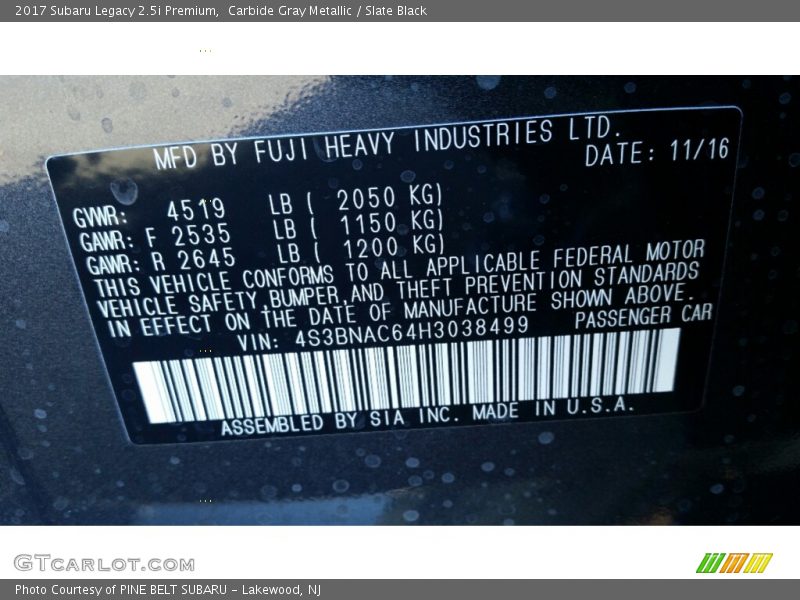 2017 Subaru Legacy 2.5i Premium,  Carbide Gray Metallic / Slate Black
MFD BY FUJI HEAVY INDUSTRIES LTD.
DATE: 11/16
GVWR: 4519 LB ( 2050 KG)
GAWR: F 2535 LB ( 1150 KG)
GAWR: R 2645 LB ( 1200 KG)
THIS VEHICLE CONFORMS TO ALL APPLICABLE FEDERAL MOTOR
VEHICLE SAFETY,BUMPER,AND THEFT PREVENTION STANDARDS
IN EFFECT ON THE DATE OF MANUFACTURE SHOWN ABOVE.
VIN: 4S3BNAC64H3038499 PASSENGER CAR
ASSEMBLED BY SIA INC. MADE IN U.S.A.
GTCARLOT.COM
Photo Courtesy of PINE BELT SUBARU - Lakewood, NJ